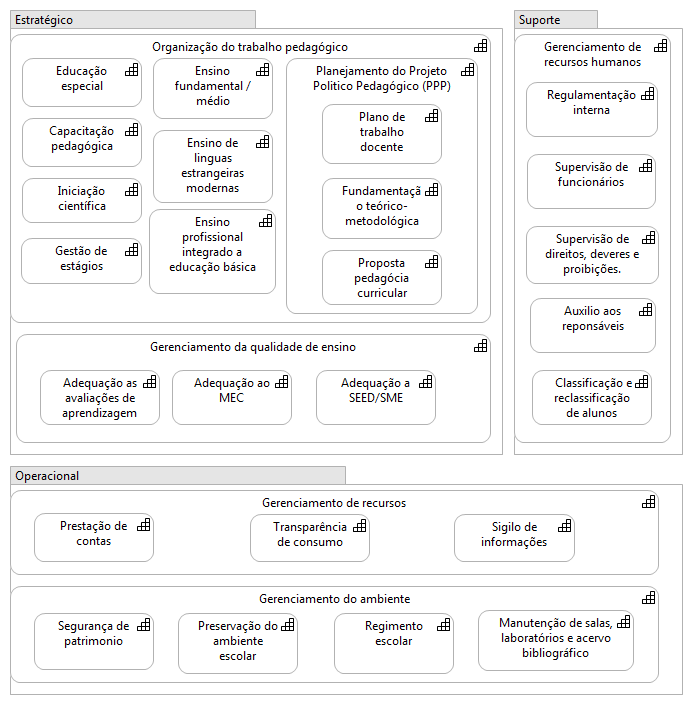 Estratégico
Organização do trabalho pedagógico
Educação
especial
Capacitação
pedagógica
Iniciação
científica
Gestão de
estágios
Ensino
fundamental /
médio
Ensino de
linguas
estrangeiras
modernas
Ensino
profissional
integrado a
educação básica
Planejamento do Projeto
Politico Pedagógico (PPP)
Plano de
trabalho
docente
Fundamentaçã
o teórico-
metodológica
Proposta
pedagócia
curricular
Gerenciamento da qualidade de ensino
Adequação as
avaliações de
aprendizagem
Adequação ao
MEC
Adequação a
SEED/SME
Suporte
Gerenciamento de
recursos humanos
Regulamentação
interna
Supervisão de
funcionários
Supervisão de
direitos, deveres e
proibições.
Auxilio aos
reponsáveis
Classificação e
reclassificação
de alunos
Operacional
Gerenciamento de recursos
Prestação de
contas
Transparência
de consumo
Sigilo de
informações
Gerenciamento do ambiente
Segurança de
patrimonio
Preservação do
ambiente
escolar
Regimento
escolar
Manutenção de salas,
laboratórios e acervo
bibliográfico